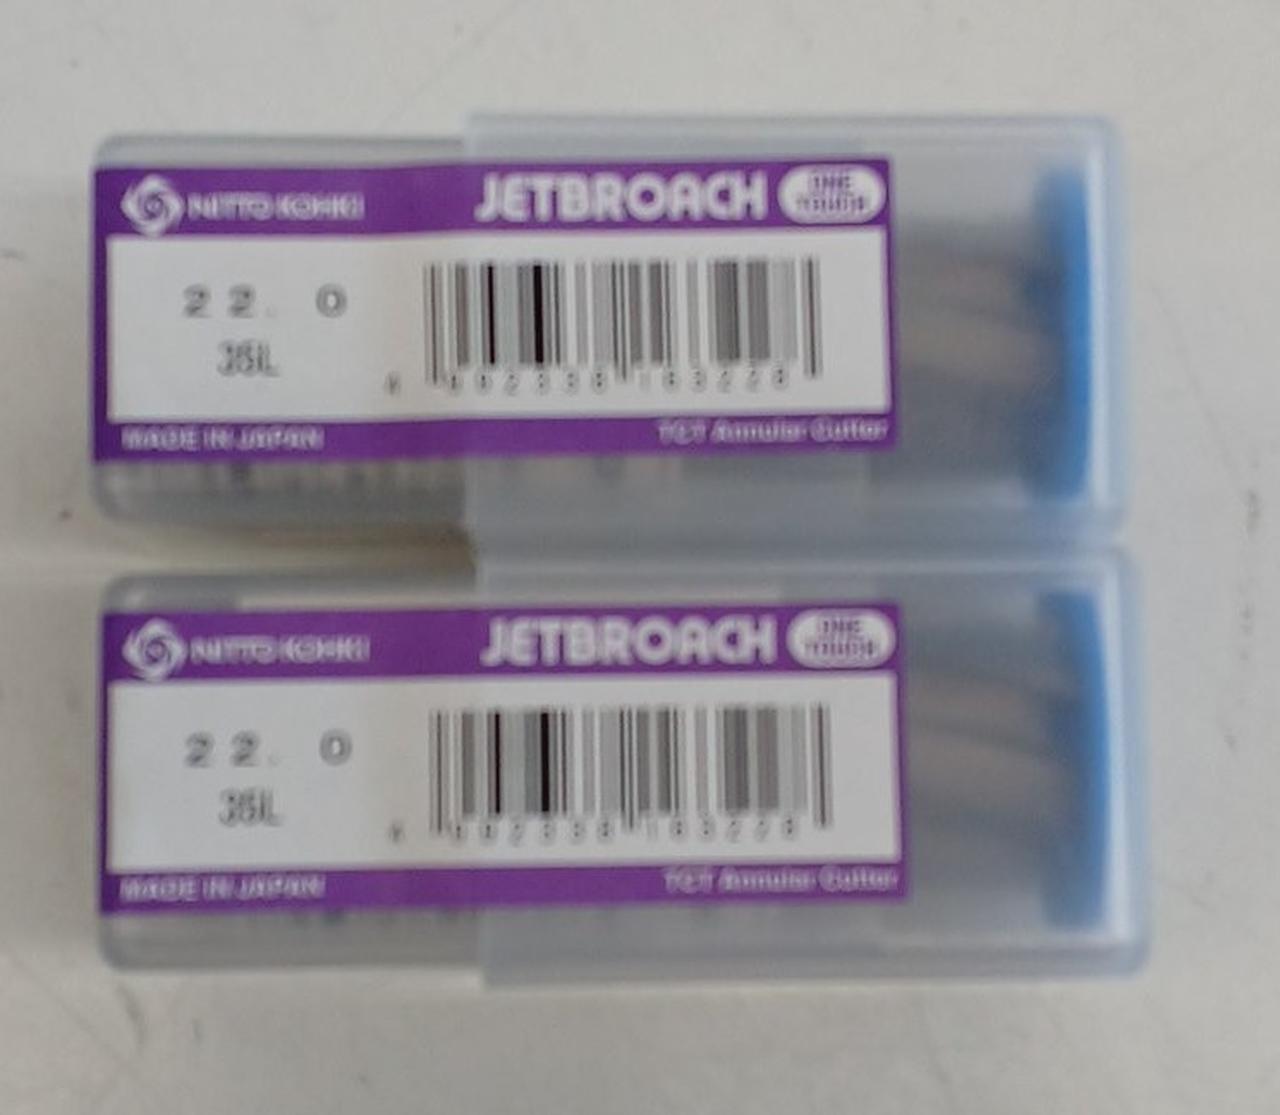 NITTO KOHKI
JETBROACH
ONE TOUCH
22.0
35L
MADE IN JAPAN
TCT Annular Cutter
NITTO KOHKI
JETBROACH
ONE TOUCH
22.0
35L
MADE IN JAPAN
TCT Annular Cutter